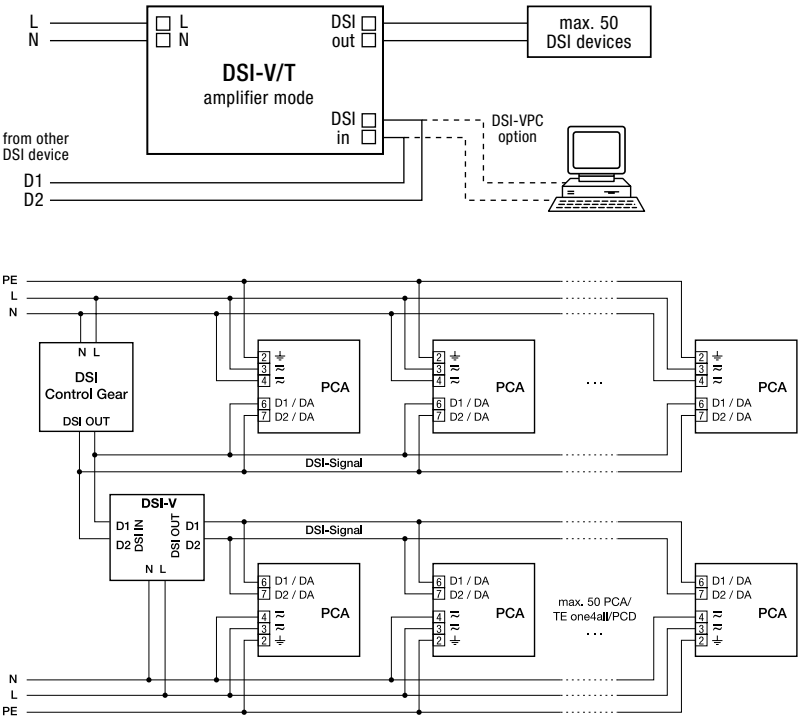 L
N
L
N
DSI
out
max. 50
DSI devices
DSI-V/T
amplifier mode
DSI
in
DSI-VPC
option
from other
DSI device
D1
D2
PE
L
N
N L
DSI
Control Gear
DSI OUT
2
3
4
PCA
6 D1 / DA
7 D2 / DA
2
3
4
PCA
6 D1 / DA
7 D2 / DA
...
2
3
4
PCA
6 D1 / DA
7 D2 / DA
DSI-Signal
DSI-V
D1
D2
DSI IN
DSI OUT
D1
D2
N L
DSI-Signal
6 D1 / DA
7 D2 / DA
4
3
2
PCA
6 D1 / DA
7 D2 / DA
4
3
2
PCA
max. 50 PCA/
TE one4all/PCD
...
6 D1 / DA
7 D2 / DA
4
3
2
PCA
N
L
PE